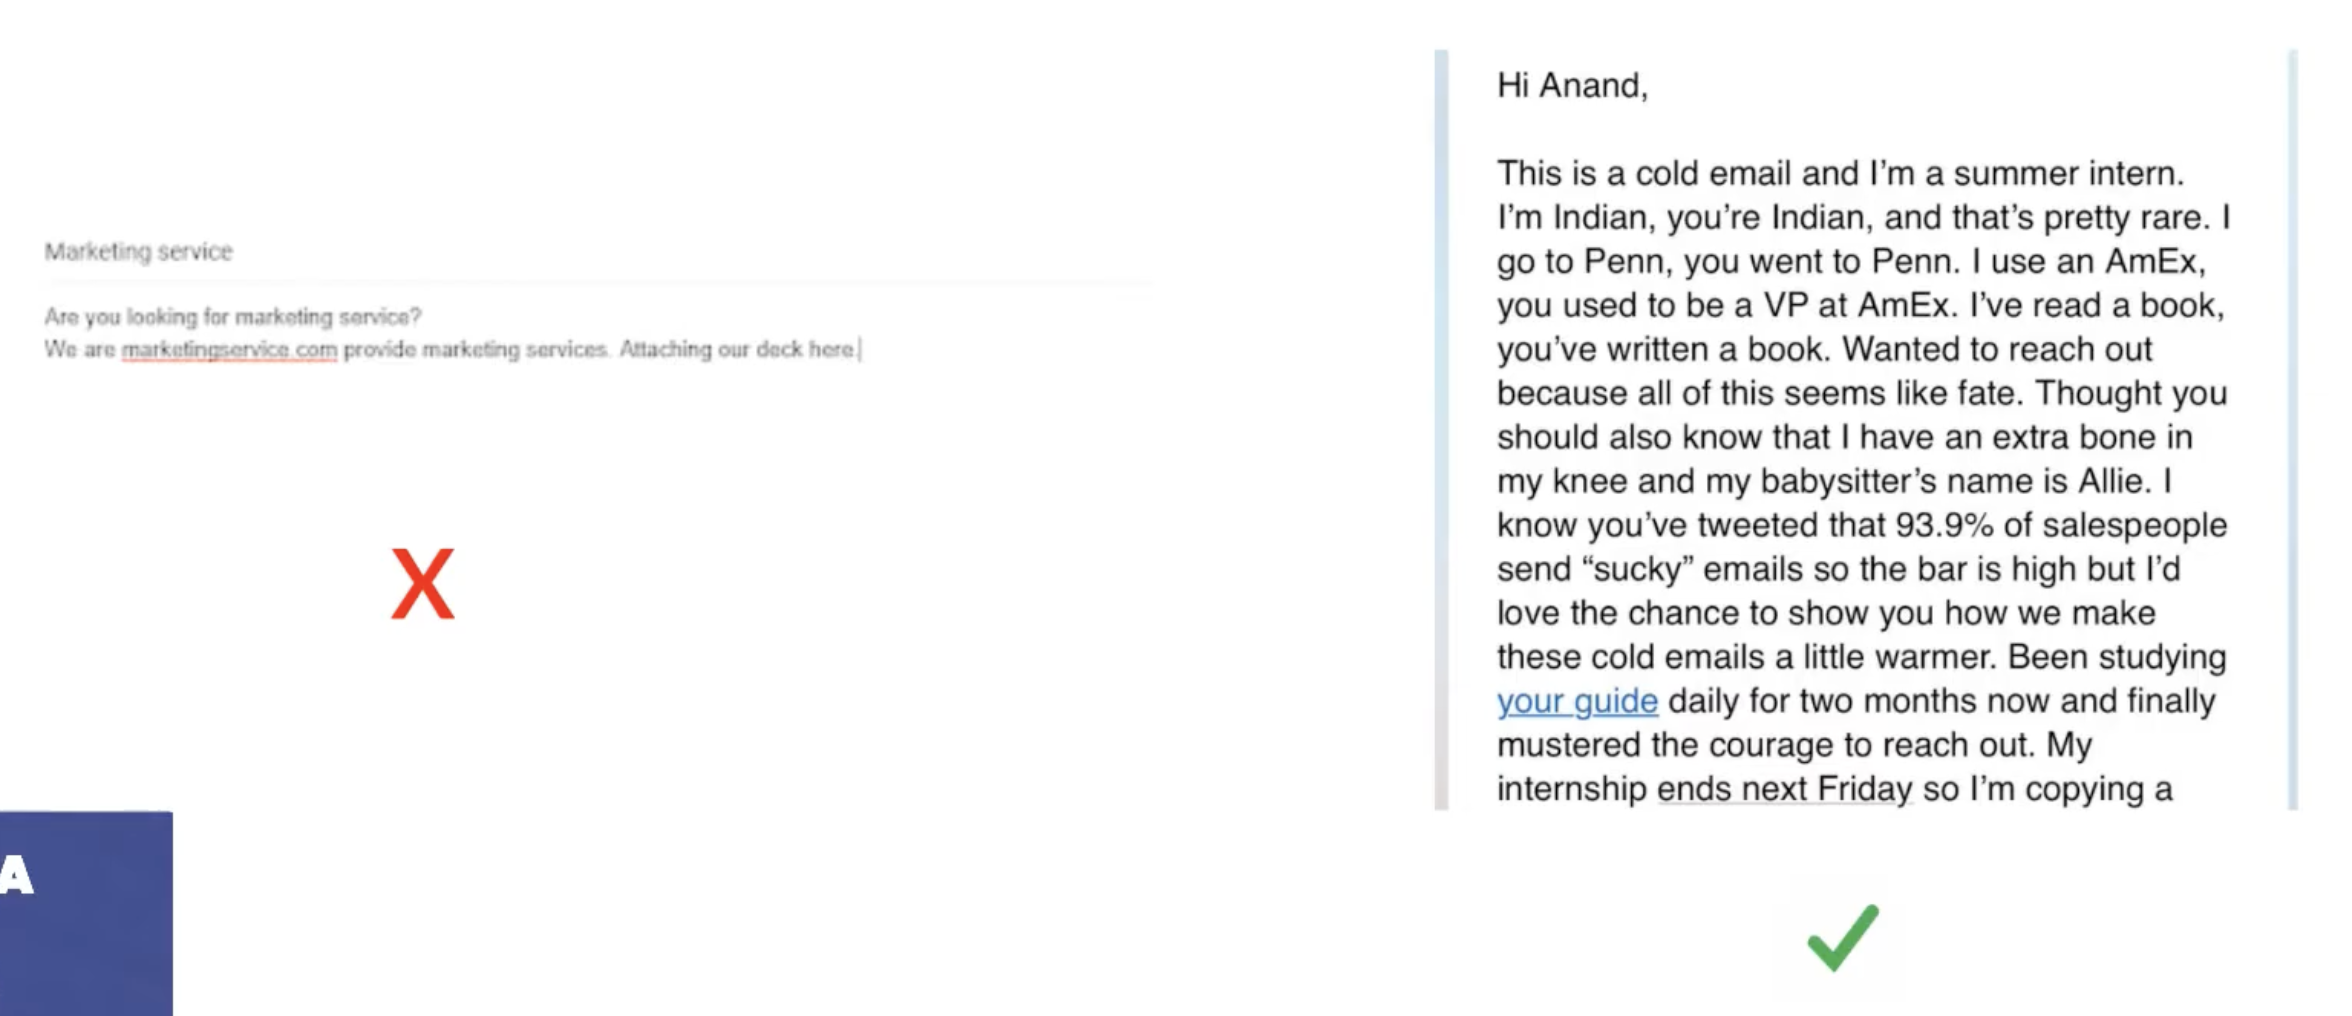 Marketing service
Are you looking for marketing service?
We are marketingservice.com provide marketing services. Attaching our deck here
X
Hi Anand,
This is a cold email and I’m a summer intern.
I’m Indian, you’re Indian, and that’s pretty rare. I
go to Penn, you went to Penn. I use an AmEx,
you used to be a VP at AmEx. I’ve read a book,
you’ve written a book. Wanted to reach out
because all of this seems like fate. Thought you
should also know that I have an extra bone in
my knee and my babysitter’s name is Allie. I
know you’ve tweeted that 93.9% of salespeople
send “sucky” emails so the bar is high but I’d
love the chance to show you how we make
these cold emails a little warmer. Been studying
your guide daily for two months now and finally
mustered the courage to reach out. My
internship ends next Friday so I’m copying a
A